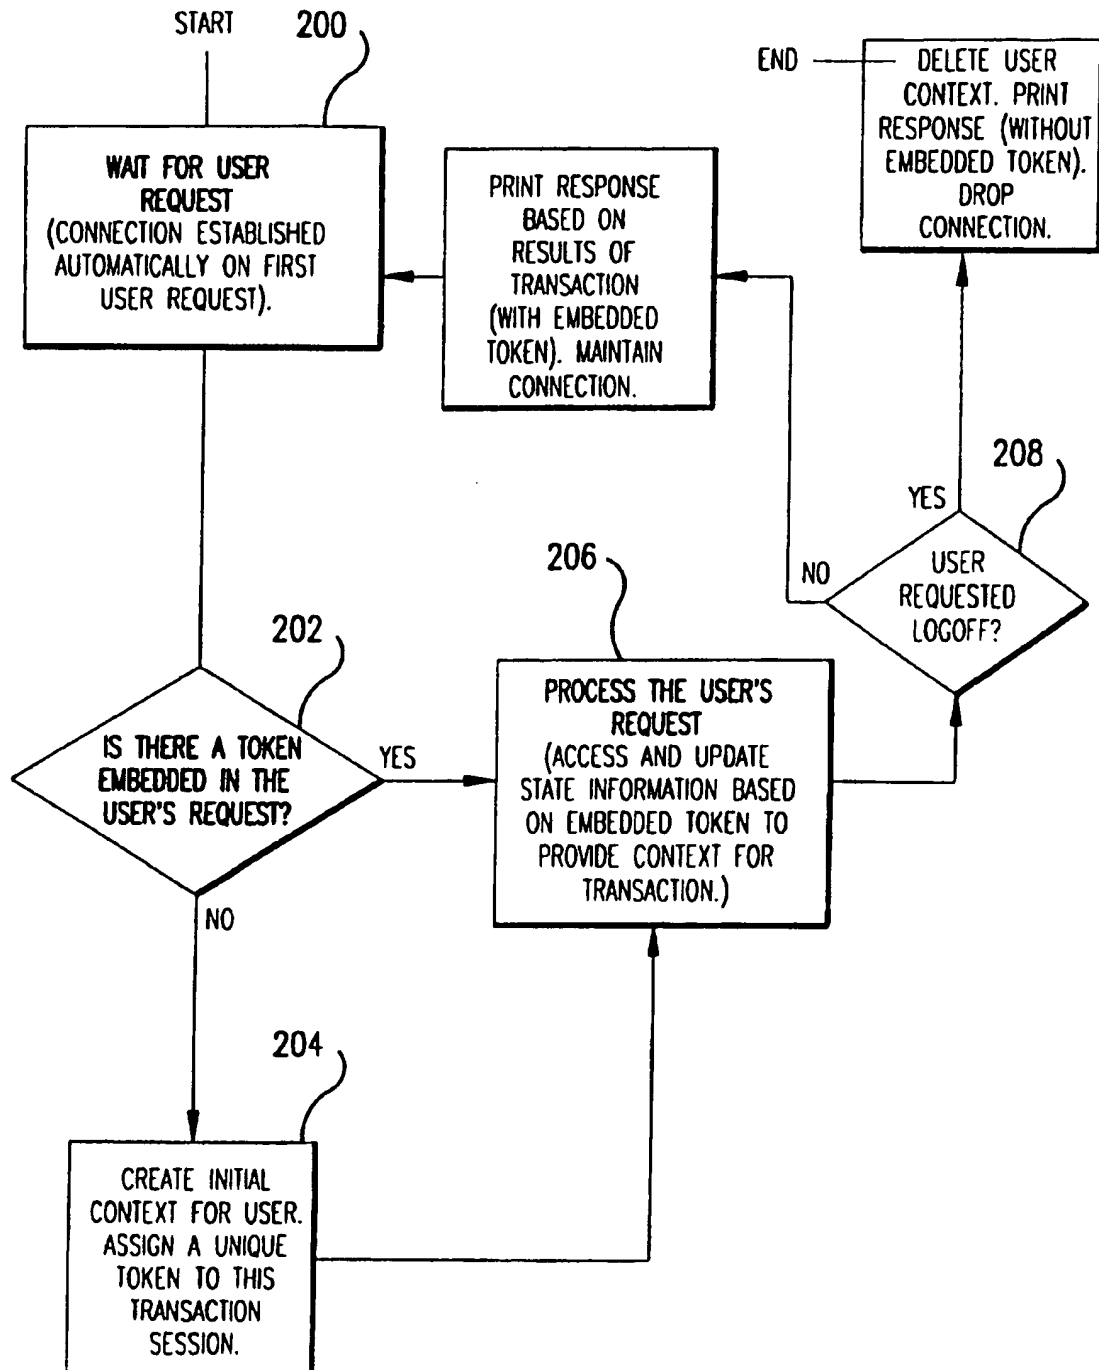 START
200
WAIT FOR USER
REQUEST
(CONNECTION ESTABLISHED
AUTOMATICALLY ON FIRST
USER REQUEST).
PRINT RESPONSE
BASED ON
RESULTS OF
TRANSACTION
(WITH EMBEDDED
TOKEN). MAINTAIN
CONNECTION.
END
DELETE USER
CONTEXT. PRINT
RESPONSE (WITHOUT
EMBEDDED TOKEN).
DROP
CONNECTION.
208
YES
NO
USER
REQUESTED
LOGOFF?
202
IS THERE A TOKEN
EMBEDDED IN THE
USER'S REQUEST?
YES
NO
206
PROCESS THE USER'S
REQUEST
(ACCESS AND UPDATE
STATE INFORMATION BASED
ON EMBEDDED TOKEN TO
PROVIDE CONTEXT FOR
TRANSACTION.)
204
CREATE INITIAL
CONTEXT FOR USER.
ASSIGN A UNIQUE
TOKEN TO THIS
TRANSACTION
SESSION.